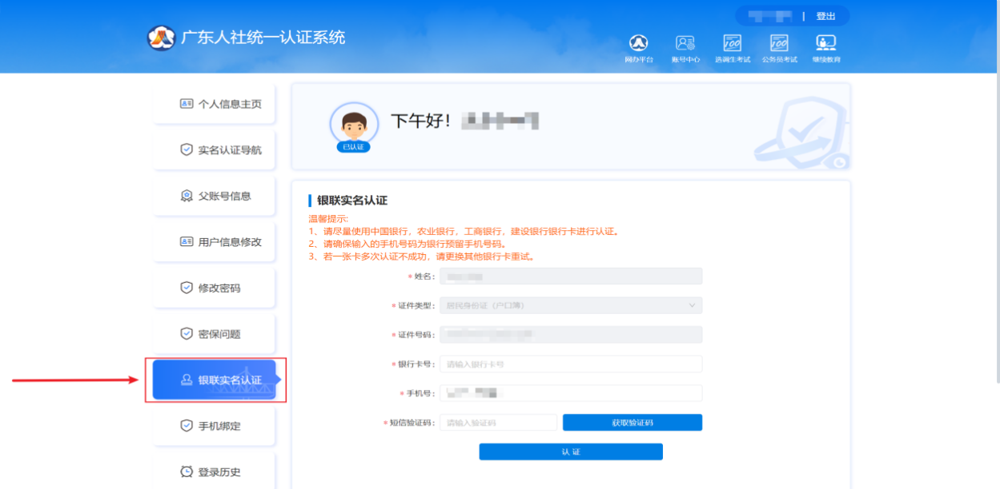 登出
广东人社统一认证系统
网办平台 账号中心 选调生考试 公务员考试 继续教育
个人信息主页
实名认证导航
父账号信息
用户信息修改
修改密码
密保问题
银联实名认证
手机绑定
登录历史
下午好！
已认证
银联实名认证
温馨提示:
1、请尽量使用中国银行，农业银行，工商银行，建设银行银行卡进行认证。
2、请确保输入的手机号码为银行预留手机号码。
3、若一张卡多次认证不成功，请更换其他银行卡重试。
* 姓名:
* 证件类型: 居民身份证（户口簿）
* 证件号码:
* 银行卡号: 请输入银行卡号
* 手机号:
* 短信验证码: 请输入验证码 获取验证码
认 证